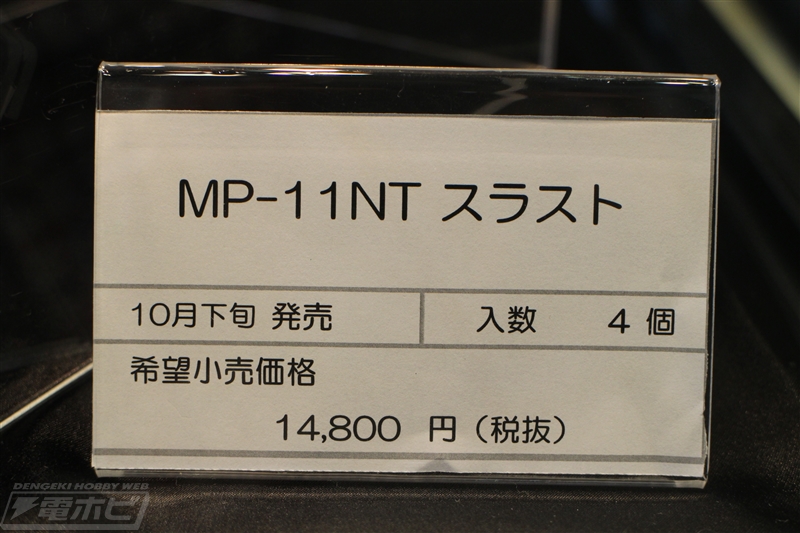 MP-11NT スラスト
10月下旬 発売
入数 4 個
希望小売価格
14,800 円（税抜）
DENGEKI HOBBY WEB
電ホビ